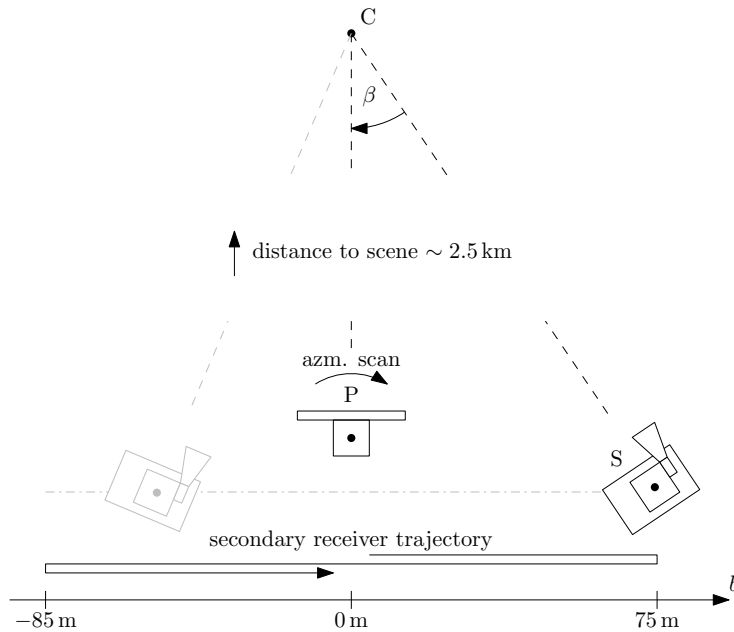 C
β
distance to scene ∼ 2.5 km
azm. scan
P
S
secondary receiver trajectory
b
−85 m 0 m 75 m